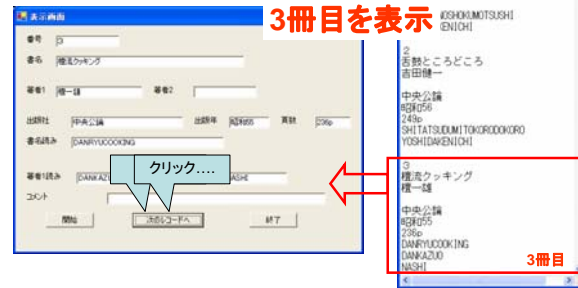 3冊目を表示
表示画面
番号 3
書名 檀流クッキング
著者1 檀一雄 著者2
出版社 中央公論 出版年 昭和55 頁数 236p
書名読み DANRYUCOOKING
クリック....
著者1読み DANKAZ NASHI
コメント
開始 次のレコードへ 終了
OSHOKUMOTSUSHI
ENICHI
2
舌鼓ところどころ
吉田健一
中央公論
昭和56
249p
SHITATSUDUMITOKORODOKORO
YOSHIDAKENICHI
3
檀流クッキング
檀一雄
中央公論
昭和55
236p
DANRYUCOOKING
DANKAZUO
NASHI
3冊目